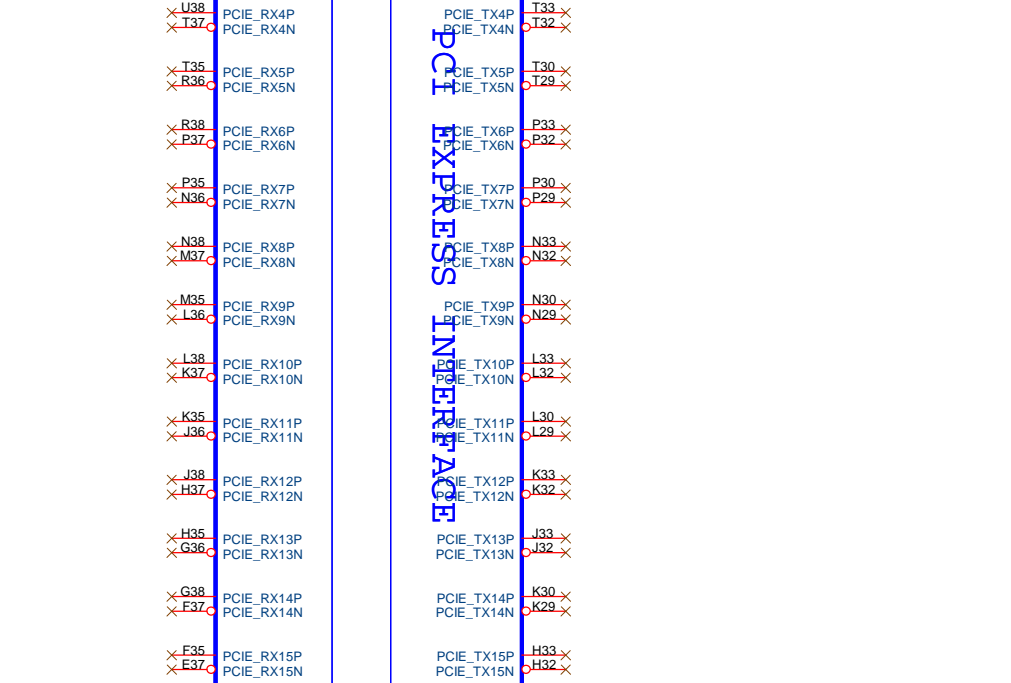 U38 PCIE_RX4P PCIE_TX4P T33
T37 PCIE_RX4N PCIE_TX4N T32
T35 PCIE_RX5P PCIE_TX5P T30
R36 PCIE_RX5N PCIE_TX5N T29
R38 PCIE_RX6P PCIE_TX6P P33
P37 PCIE_RX6N PCIE_TX6N P32
P35 PCIE_RX7P PCIE_TX7P P30
N36 PCIE_RX7N PCIE_TX7N P29
N38 PCIE_RX8P PCIE_TX8P N33
M37 PCIE_RX8N PCIE_TX8N N32
M35 PCIE_RX9P PCIE_TX9P N30
L36 PCIE_RX9N PCIE_TX9N N29
L38 PCIE_RX10P PCIE_TX10P L33
K37 PCIE_RX10N PCIE_TX10N L32
K35 PCIE_RX11P PCIE_TX11P L30
J36 PCIE_RX11N PCIE_TX11N L29
J38 PCIE_RX12P PCIE_TX12P K33
H37 PCIE_RX12N PCIE_TX12N K32
H35 PCIE_RX13P PCIE_TX13P J33
G36 PCIE_RX13N PCIE_TX13N J32
G38 PCIE_RX14P PCIE_TX14P K30
F37 PCIE_RX14N PCIE_TX14N K29
F35 PCIE_RX15P PCIE_TX15P H33
E37 PCIE_RX15N PCIE_TX15N H32
PCI EXPRESS INTERFACE